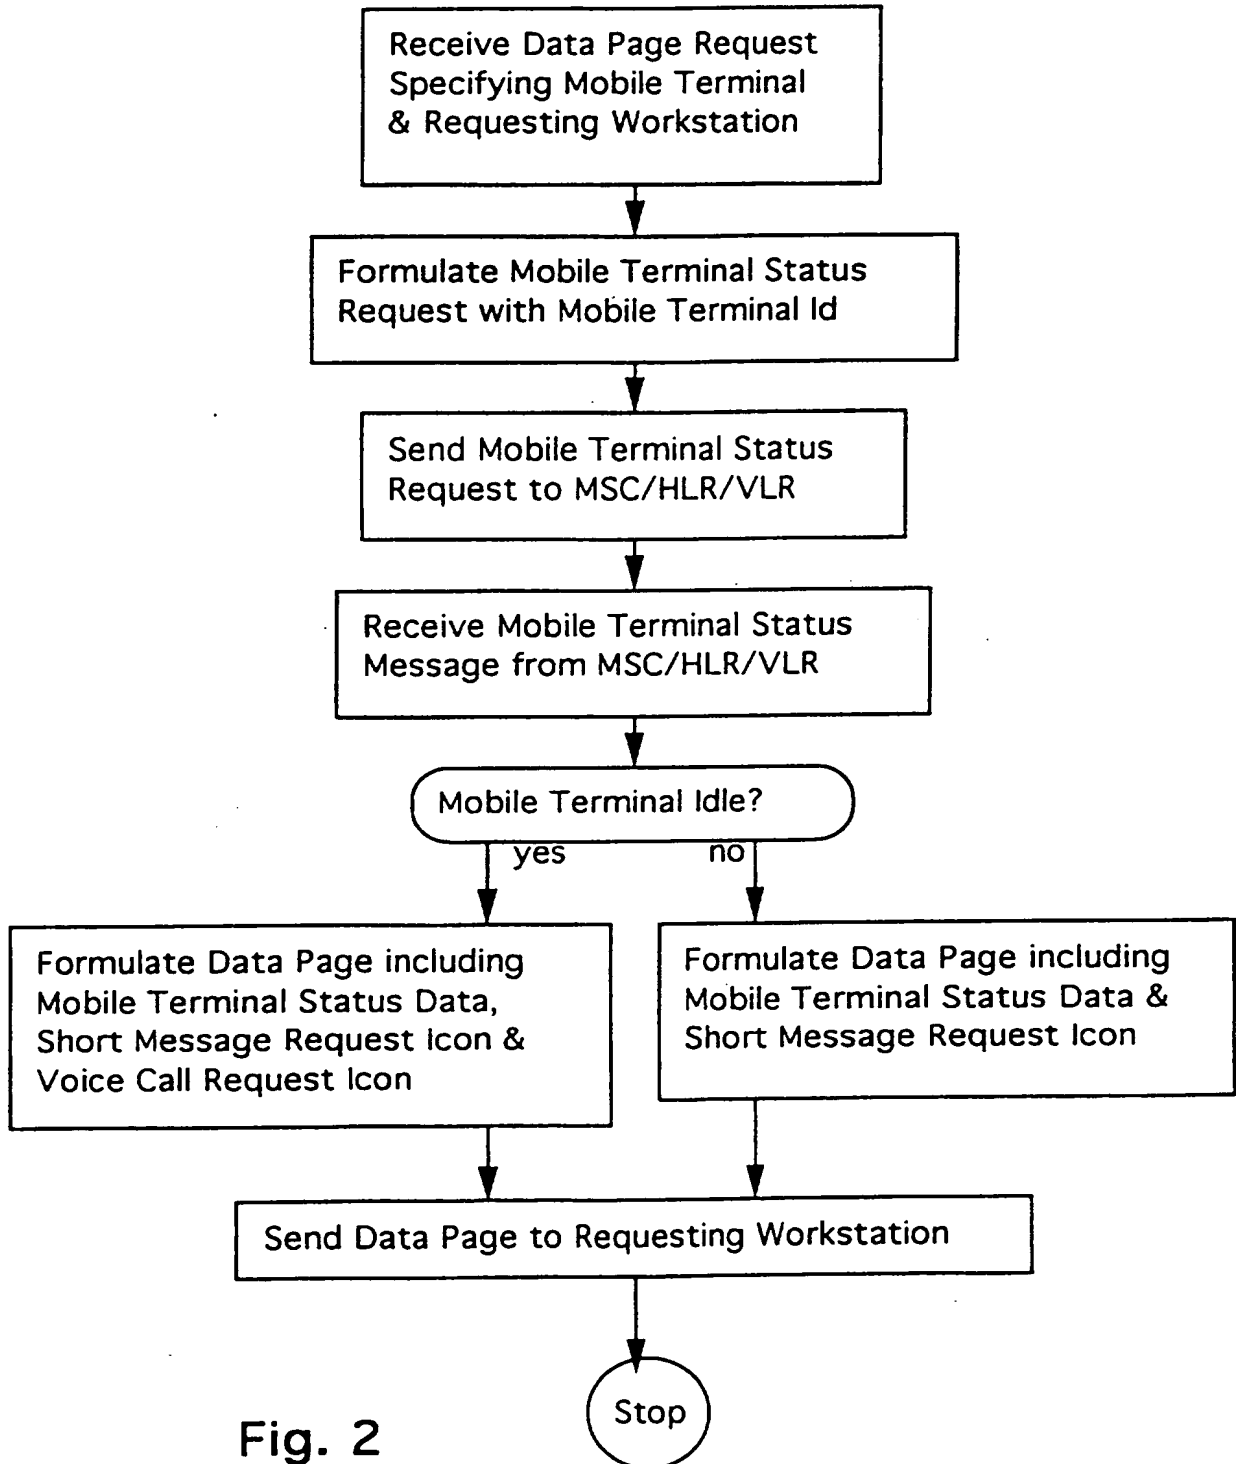 Receive Data Page Request
Specifying Mobile Terminal
& Requesting Workstation
Formulate Mobile Terminal Status
Request with Mobile Terminal Id
Send Mobile Terminal Status
Request to MSC/HLR/VLR
Receive Mobile Terminal Status
Message from MSC/HLR/VLR
Mobile Terminal Idle?
yes
no
Formulate Data Page including
Mobile Terminal Status Data,
Short Message Request Icon &
Voice Call Request Icon
Formulate Data Page including
Mobile Terminal Status Data &
Short Message Request Icon
Send Data Page to Requesting Workstation
Stop
Fig. 2